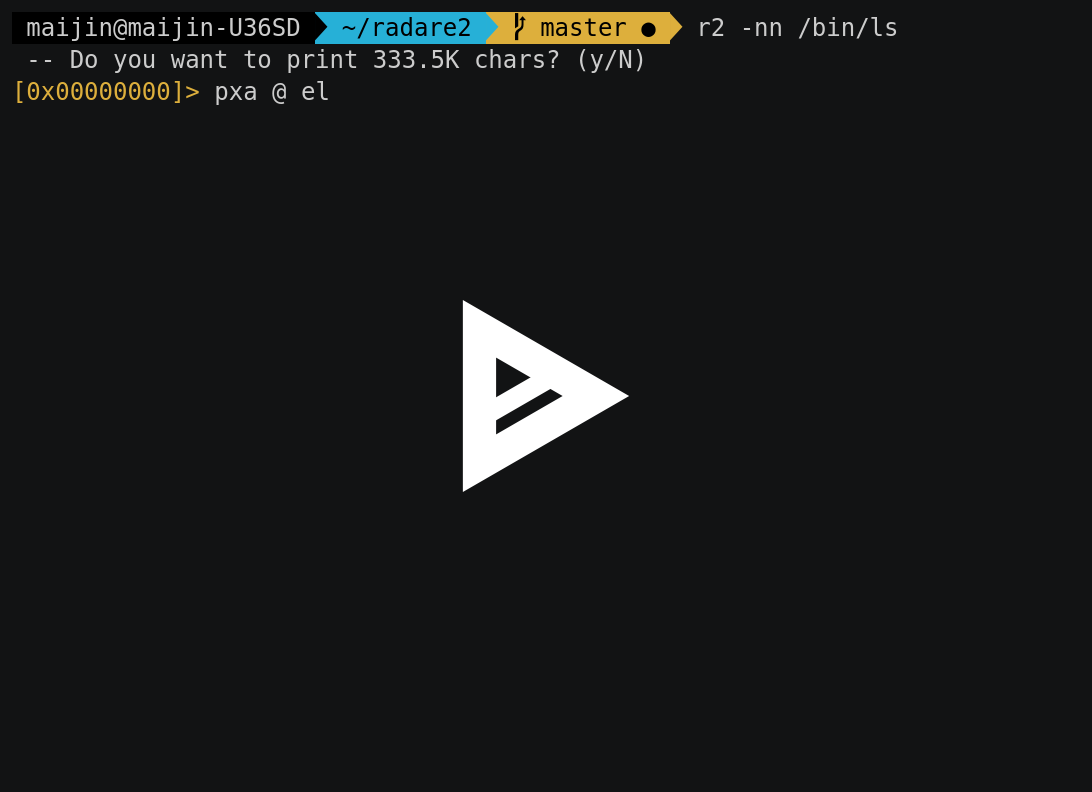 maijin@maijin-U36SD ~/radare2 master ● r2 -nn /bin/ls
-- Do you want to print 333.5K chars? (y/N)
[0x00000000]> pxa @ el